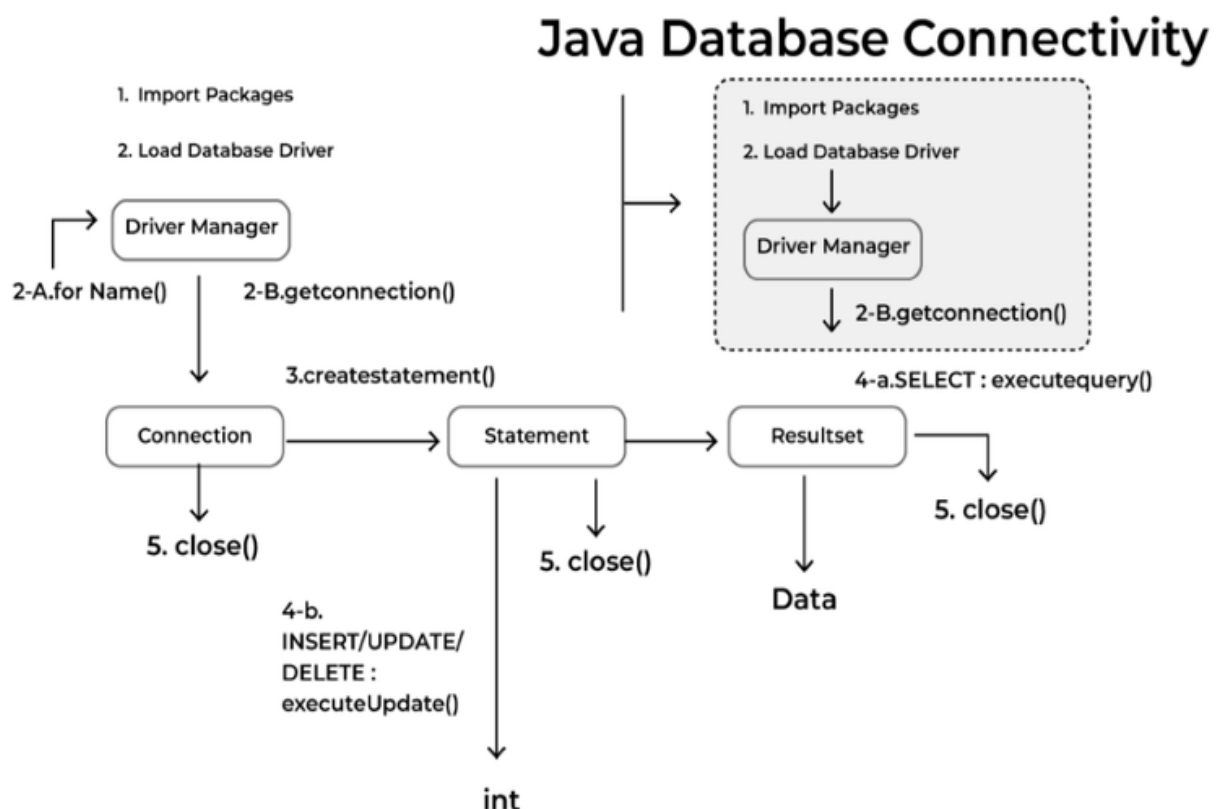 Java Database Connectivity
1. Import Packages
2. Load Database Driver
Driver Manager
2-A.for Name()
2-B.getconnection()
1. Import Packages
2. Load Database Driver
Driver Manager
2-B.getconnection()
3.createstatement()
4-a.SELECT : executequery()
Connection
Statement
Resultset
5. close()
5. close()
5. close()
Data
4-b.
INSERT/UPDATE/
DELETE :
executeUpdate()
int